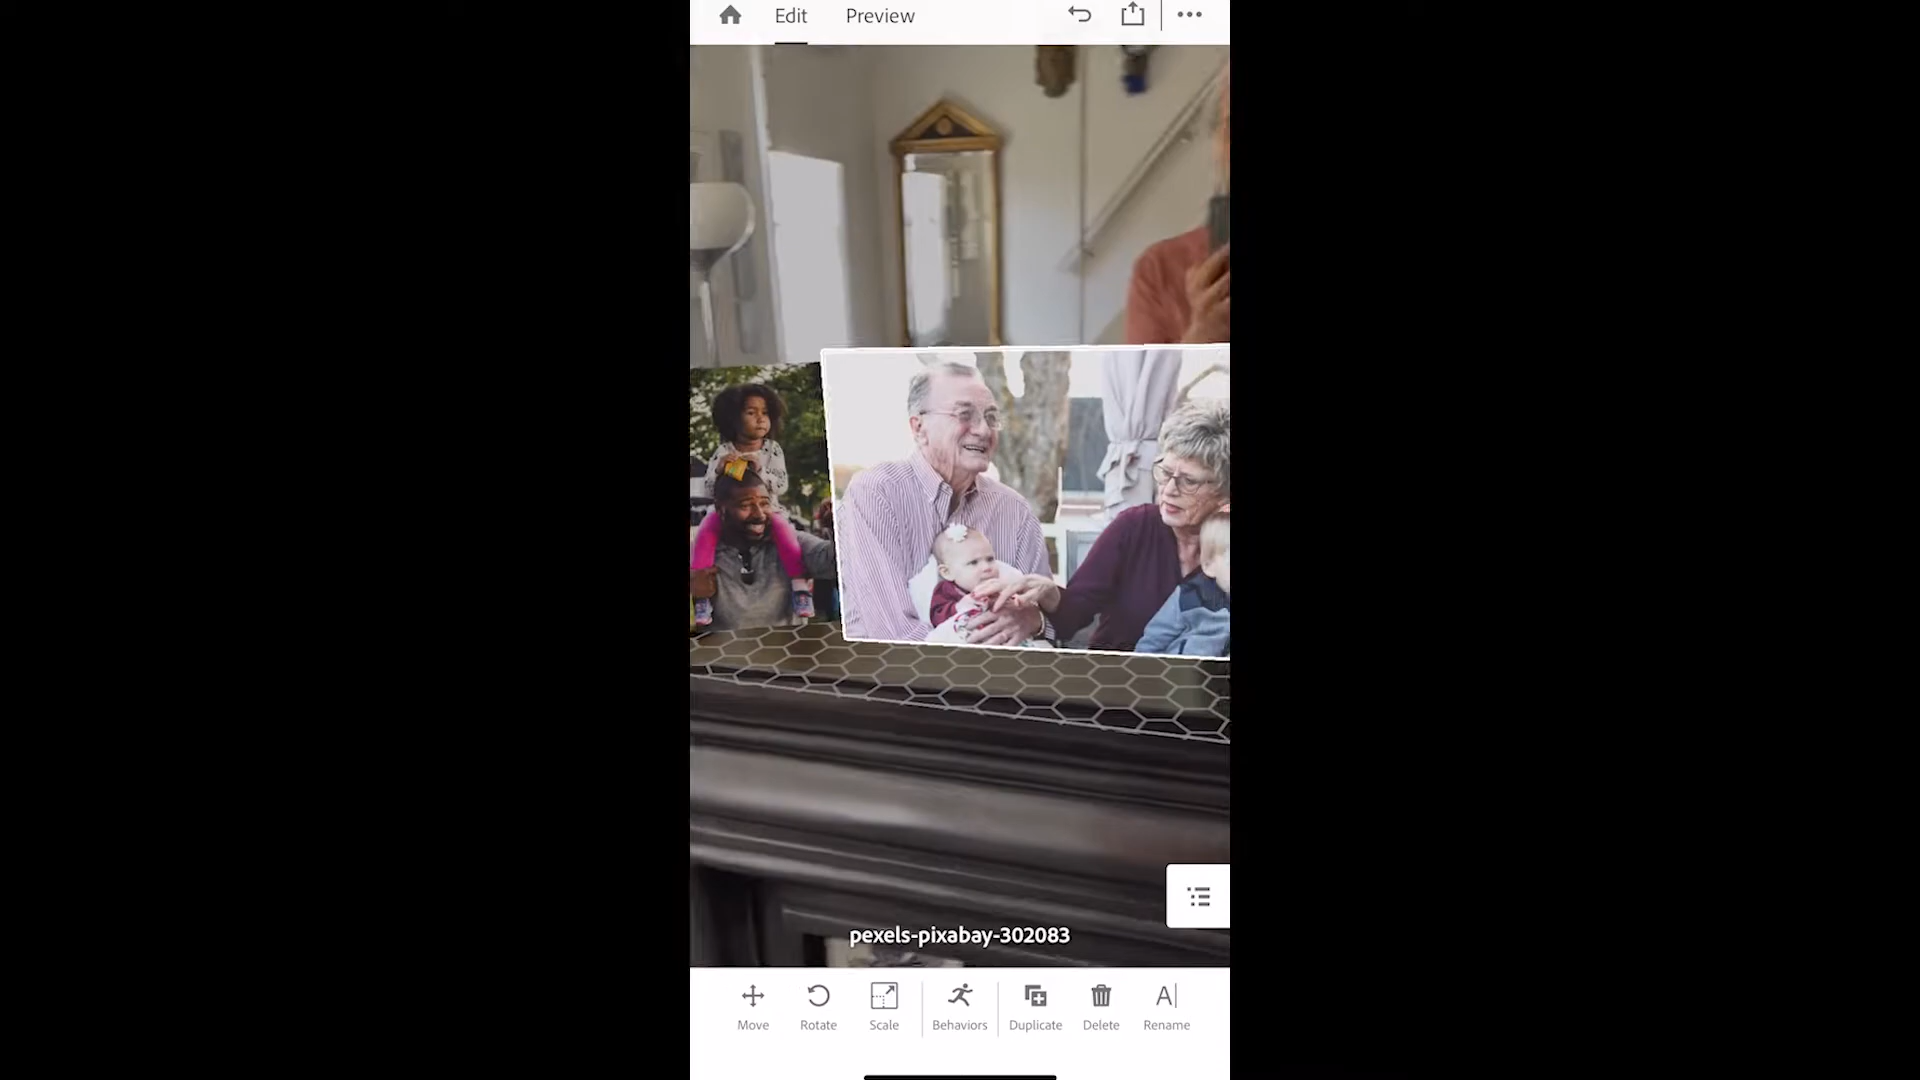 Edit Preview
pexels-pixabay-302083
Move Rotate Scale Behaviors Duplicate Delete Rename